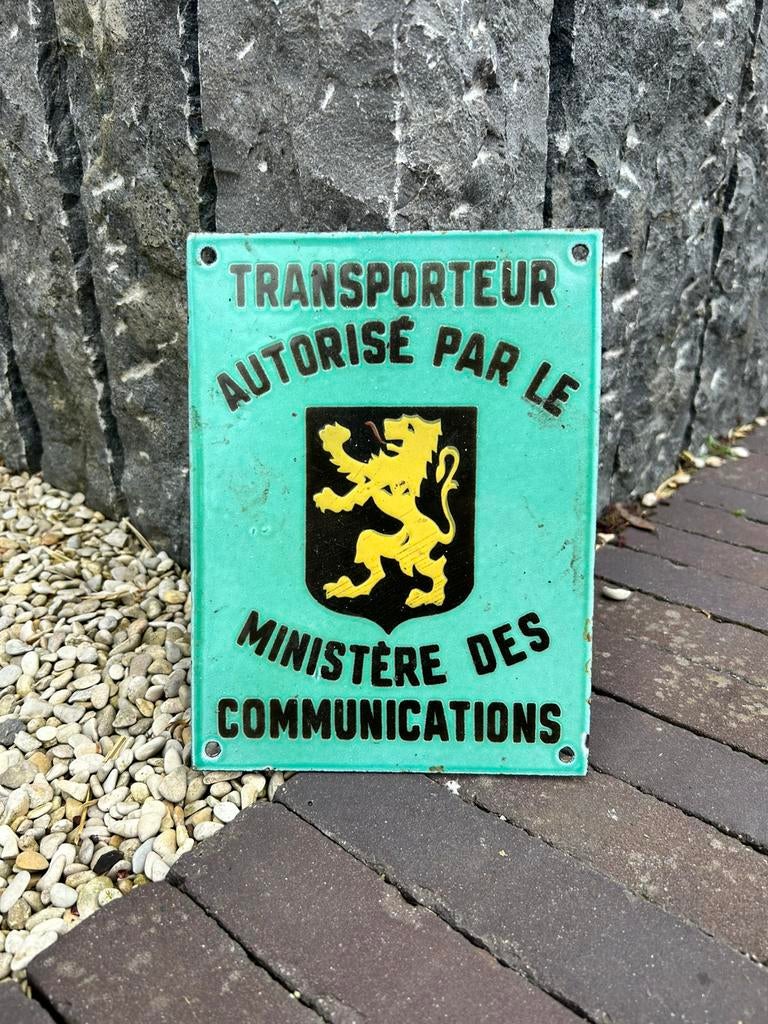 TRANSPORTEUR
AUTORISÉ PAR LE
MINISTÈRE DES
COMMUNICATIONS